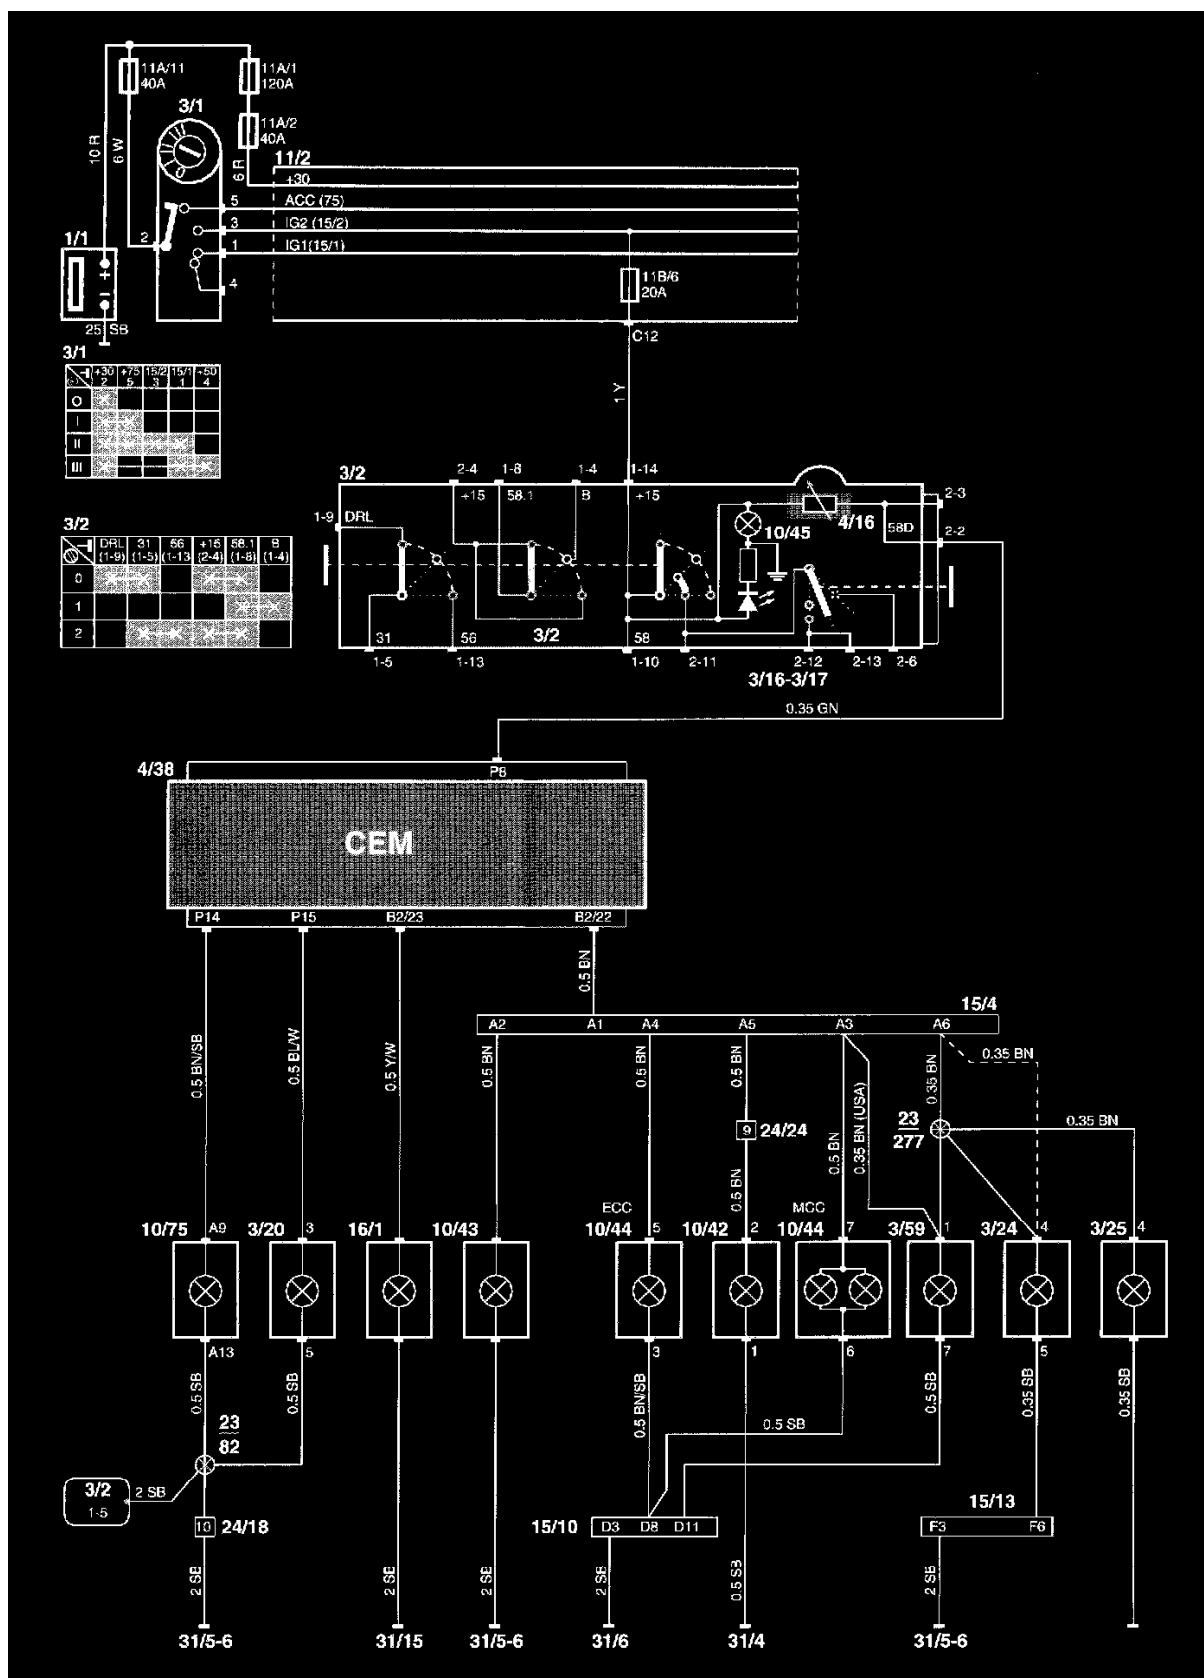 11A/11
40A
11A/1
120A
3/1
11A/2
40A
10 R
6 W
6 R
11/2
+30
0
5
ACC (75)
3
IG2 (15/2)
2
1
IG1(15/1)
1/1
+
−
4
11B/6
20A
25 SB
C12
3/1
+30 +75 15/2 15/1 +50
2 5 3 1 4
O
I
II
III
1 Y
3/2
2-4
1-8
1-4
1-14
+15
58.1
B
+15
2-3
4/16
10/45
58D
2-2
1-9
DRL
3/2
DRL 31 56 +15 58.1 B
(1-9) (1-5) (1-13 (2-4) (1-8) (1-4)
0
1
2
31
56
3/2
58
1-5
1-13
1-10
2-11
2-12
2-13
2-6
3/16-3/17
0.35 GN
4/38
P8
CEM
P14
P15
B2/23
B2/22
0.5 BN
15/4
A2
A1
A4
A5
A3
A6
0.5 BN/SB
0.5 BL/W
0.5 Y/W
0.5 BN
0.5 BN
0.5 BN
0.5 BN
0.35 BN (USA)
0.35 BN
0.35 BN
9
24/24
23
277
0.35 BN
0.5 BN
ECC
MCC
10/75
A9
3/20
3
16/1
10/43
10/44
5
10/42
2
10/44
7
3/59
1
3/24
4
3/25
4
A13
5
3
1
6
7
5
0.5 SB
0.5 SB
0.5 BN/SB
0.5 SB
0.5 SB
0.35 SB
0.35 SB
23
82
3/2
1-5
2 SB
10
24/18
15/10
D3
D8
D11
15/13
F3
F6
2 SB
2 SB
2 SB
2 SB
0.5 SB
2 SB
31/5-6
31/15
31/5-6
31/6
31/4
31/5-6